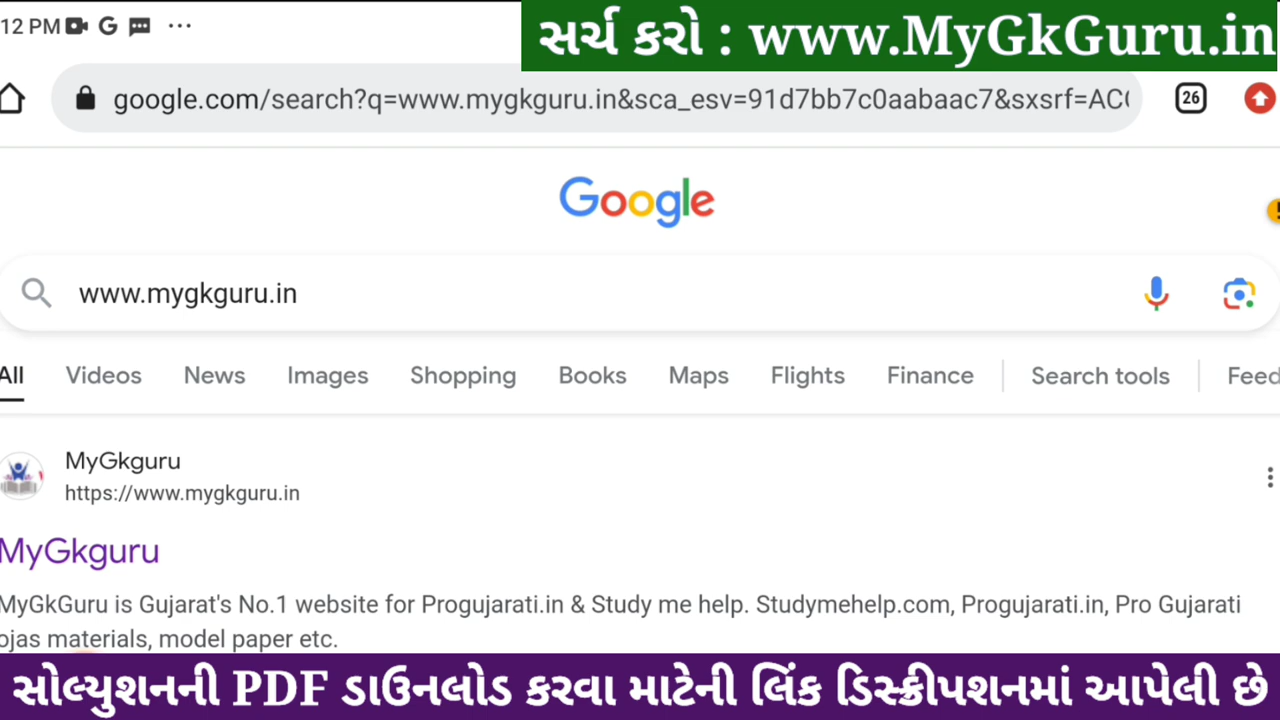 12 PM
સર્ચ કરો : www.MyGkGuru.in
google.com/search?q=www.mygkguru.in&sca_esv=91d7bb7c0aabaac7&sxsrf=AC
26
Google
www.mygkguru.in
All Videos News Images Shopping Books Maps Flights Finance Search tools Feed
MyGkguru
https://www.mygkguru.in
MyGkguru
MyGkGuru is Gujarat's No.1 website for Progujarati.in & Study me help. Studymehelp.com, Progujarati.in, Pro Gujarati
ojas materials, model paper etc.
સોલ્યુશનની PDF ડાઉનલોડ કરવા માટેની લિંક ડિસ્ક્રીપશનમાં આપેલી છે